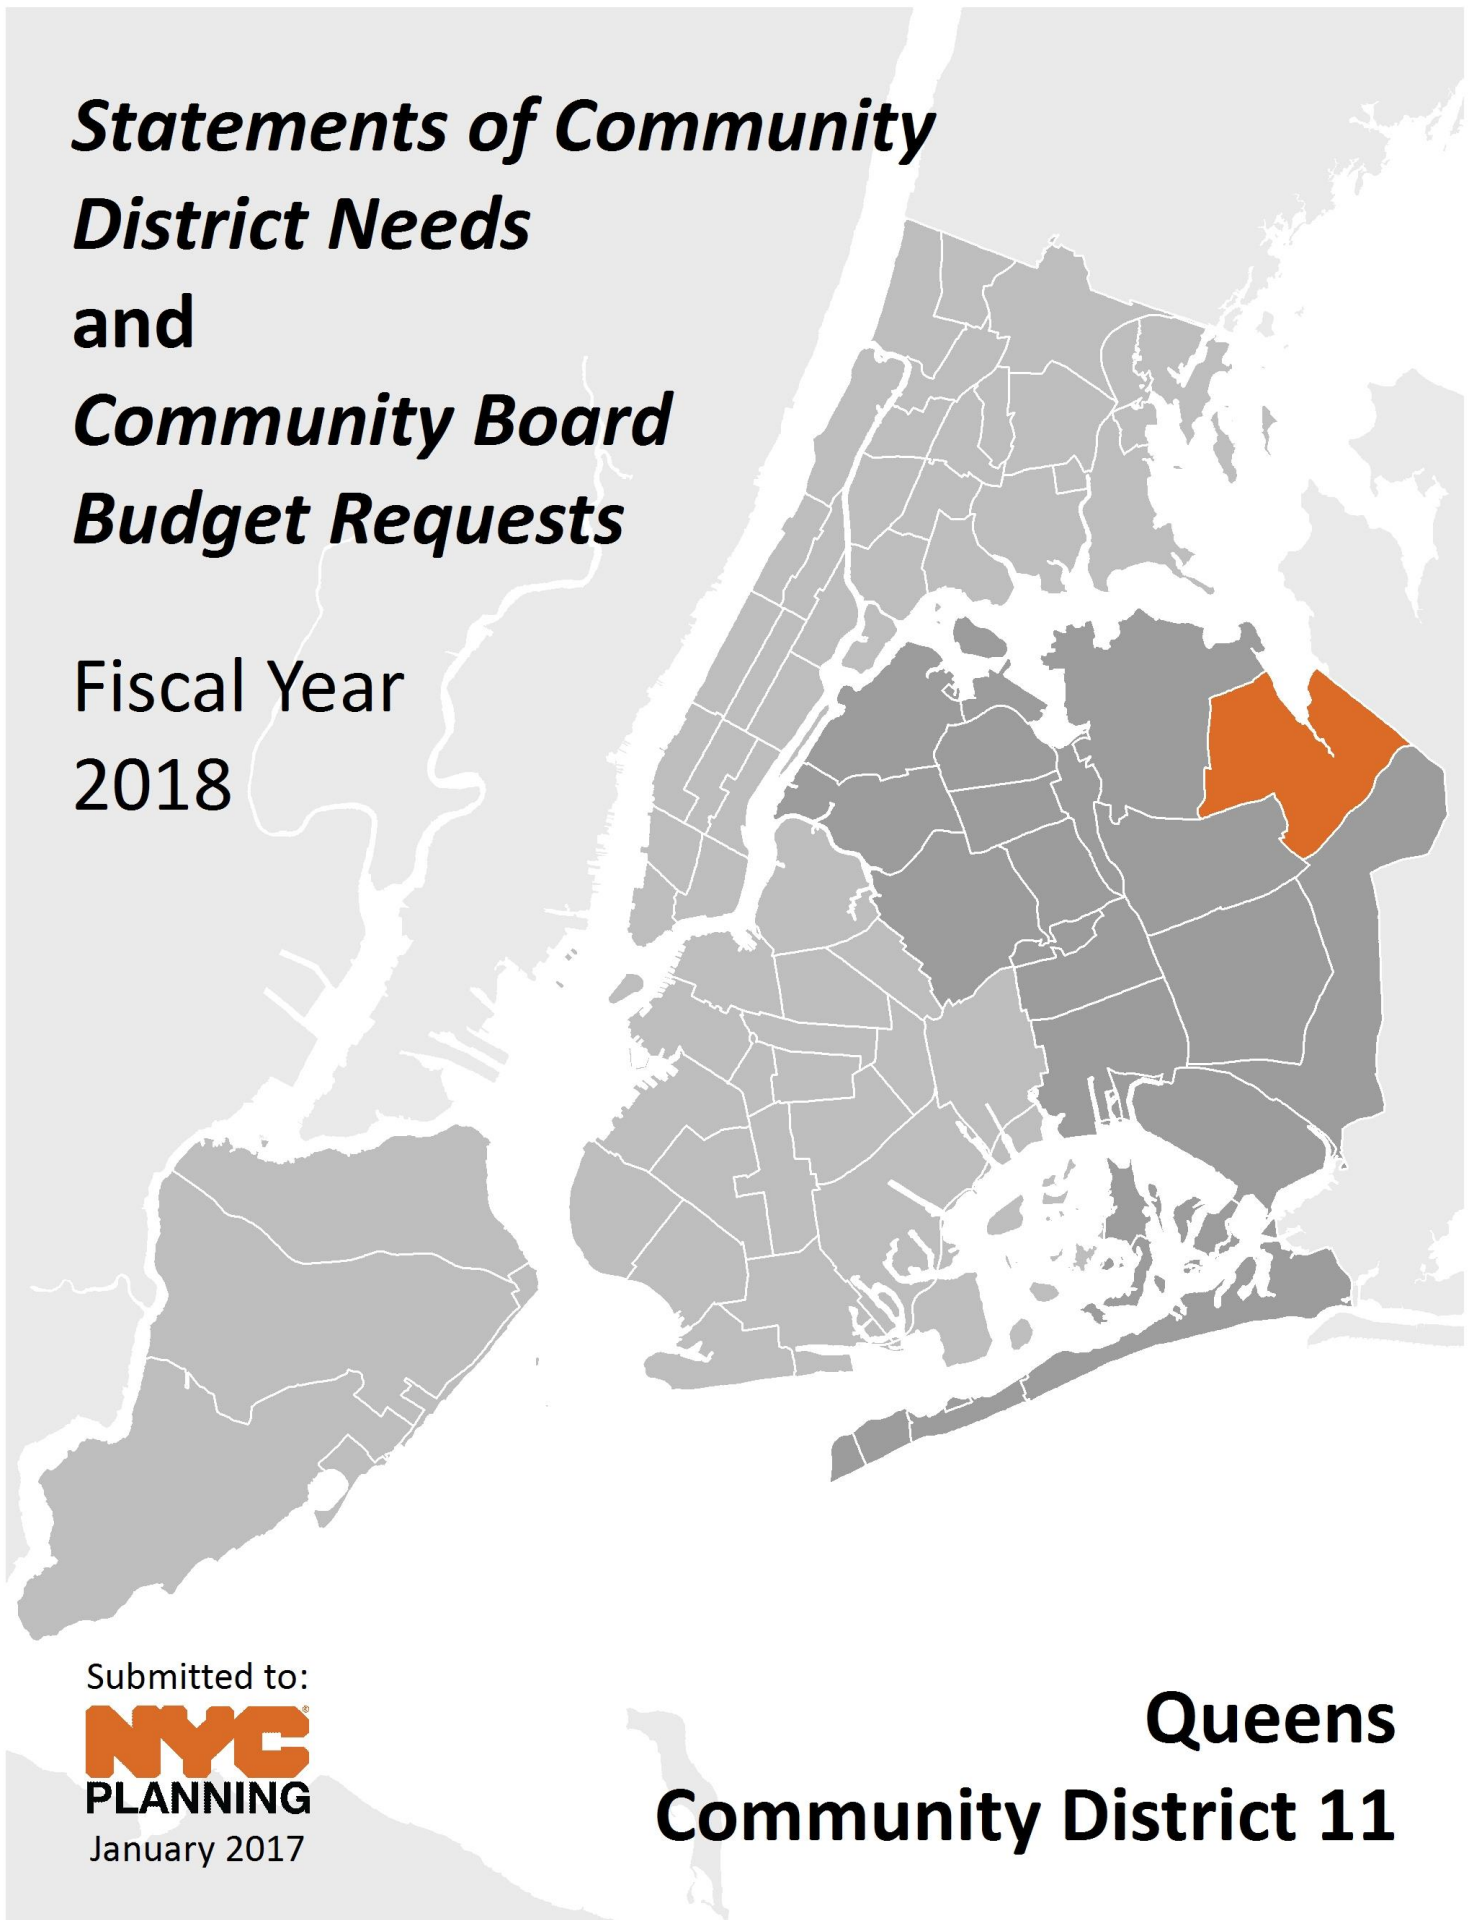 Statements of Community
District Needs
and
Community Board
Budget Requests
Fiscal Year
2018
Submitted to:
NYC®
PLANNING
January 2017
Queens
Community District 11